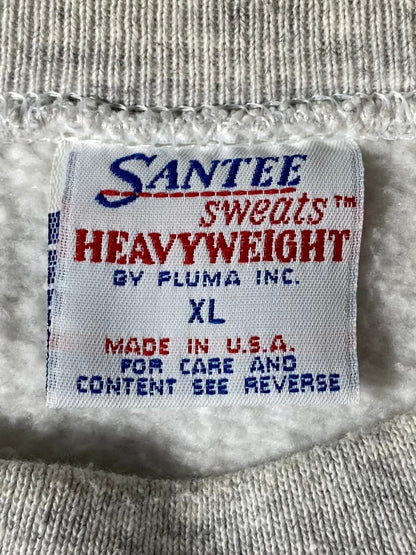 SANTEE
sweats™
HEAVYWEIGHT
BY PLUMA INC.
XL
MADE IN U.S.A.
FOR CARE AND
CONTENT SEE REVERSE